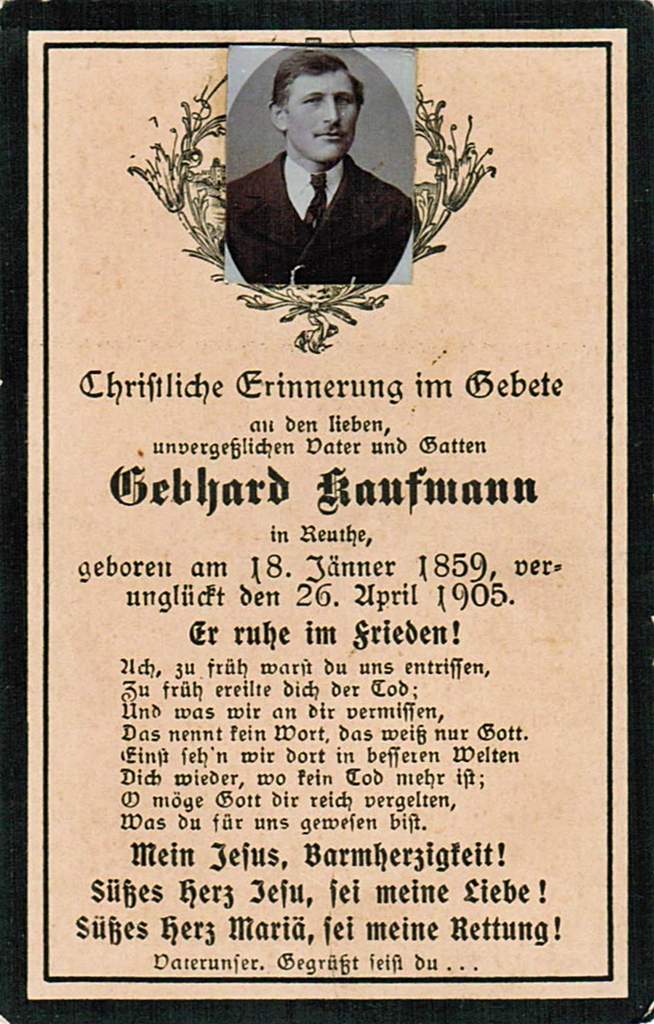 Christliche Erinnerung im Gebete
an den lieben,
unvergeßlichen Vater und Gatten
Gebhard Kaufmann
in Reuthe,
geboren am 18. Jänner 1859, ver-
unglückt den 26. April 1905.
Er ruhe im Frieden!
Ach, zu früh warst du uns entrissen,
Zu früh ereilte dich der Tod;
Und was wir an dir vermissen,
Das nennt kein Wort, das weiß nur Gott.
Einst seh'n wir dort in besseren Welten
Dich wieder, wo kein Tod mehr ist;
O möge Gott dir reich vergelten,
Was du für uns gewesen bist.
Mein Jesus, Barmherzigkeit!
Süßes Herz Jesu, sei meine Liebe!
Süßes Herz Mariä, sei meine Rettung!
Vaterunser. Gegrüßt seist du . . .